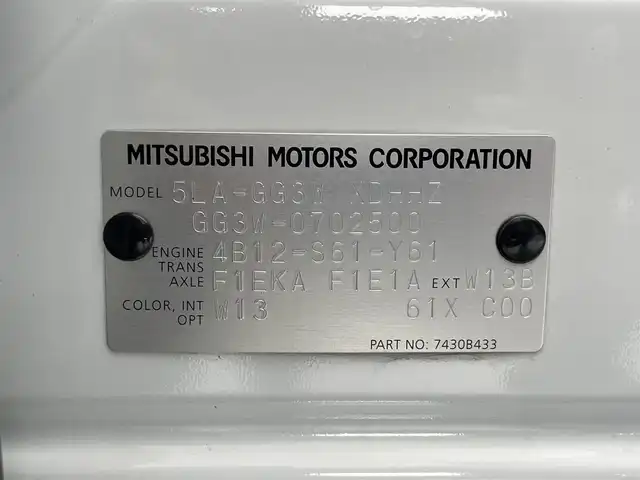 MITSUBISHI MOTORS CORPORATION
MODEL 5LA-GG3W XDHHZ
GG3W-0702500
ENGINE 4B12-S61-Y61
TRANS
AXLE F1EKA F1E1A EXT W13B
COLOR, INT W13 61X C00
OPT
PART NO: 7430B433